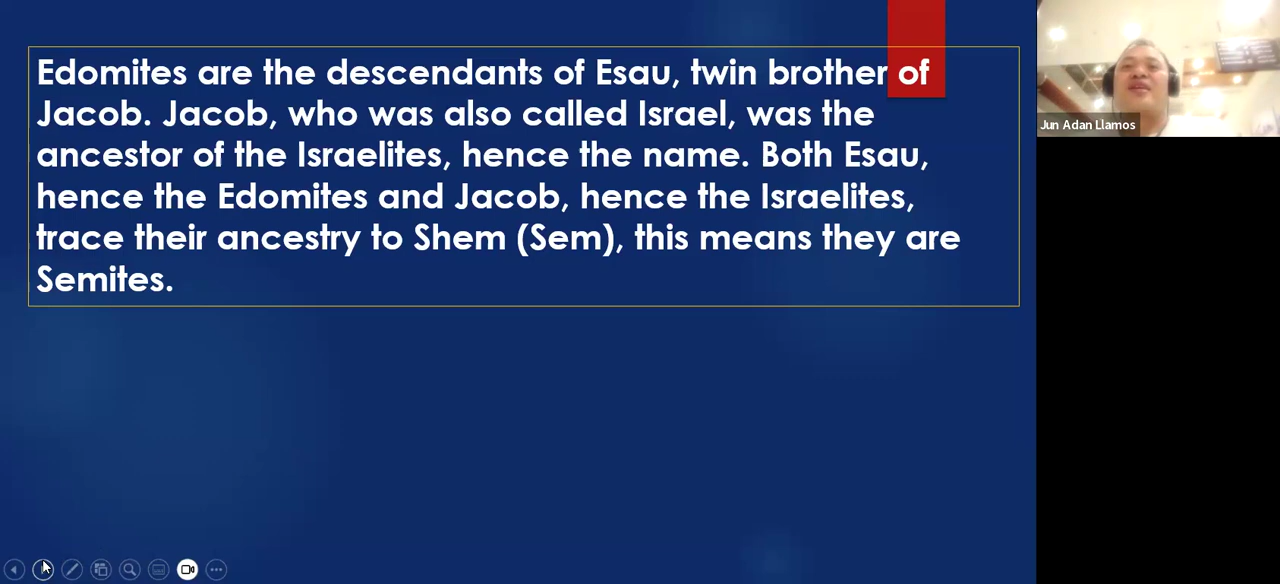 Edomites are the descendants of Esau, twin brother of
Jacob. Jacob, who was also called Israel, was the
ancestor of the Israelites, hence the name. Both Esau,
hence the Edomites and Jacob, hence the Israelites,
trace their ancestry to Shem (Sem), this means they are
Semites.
Jun Adan Llamos